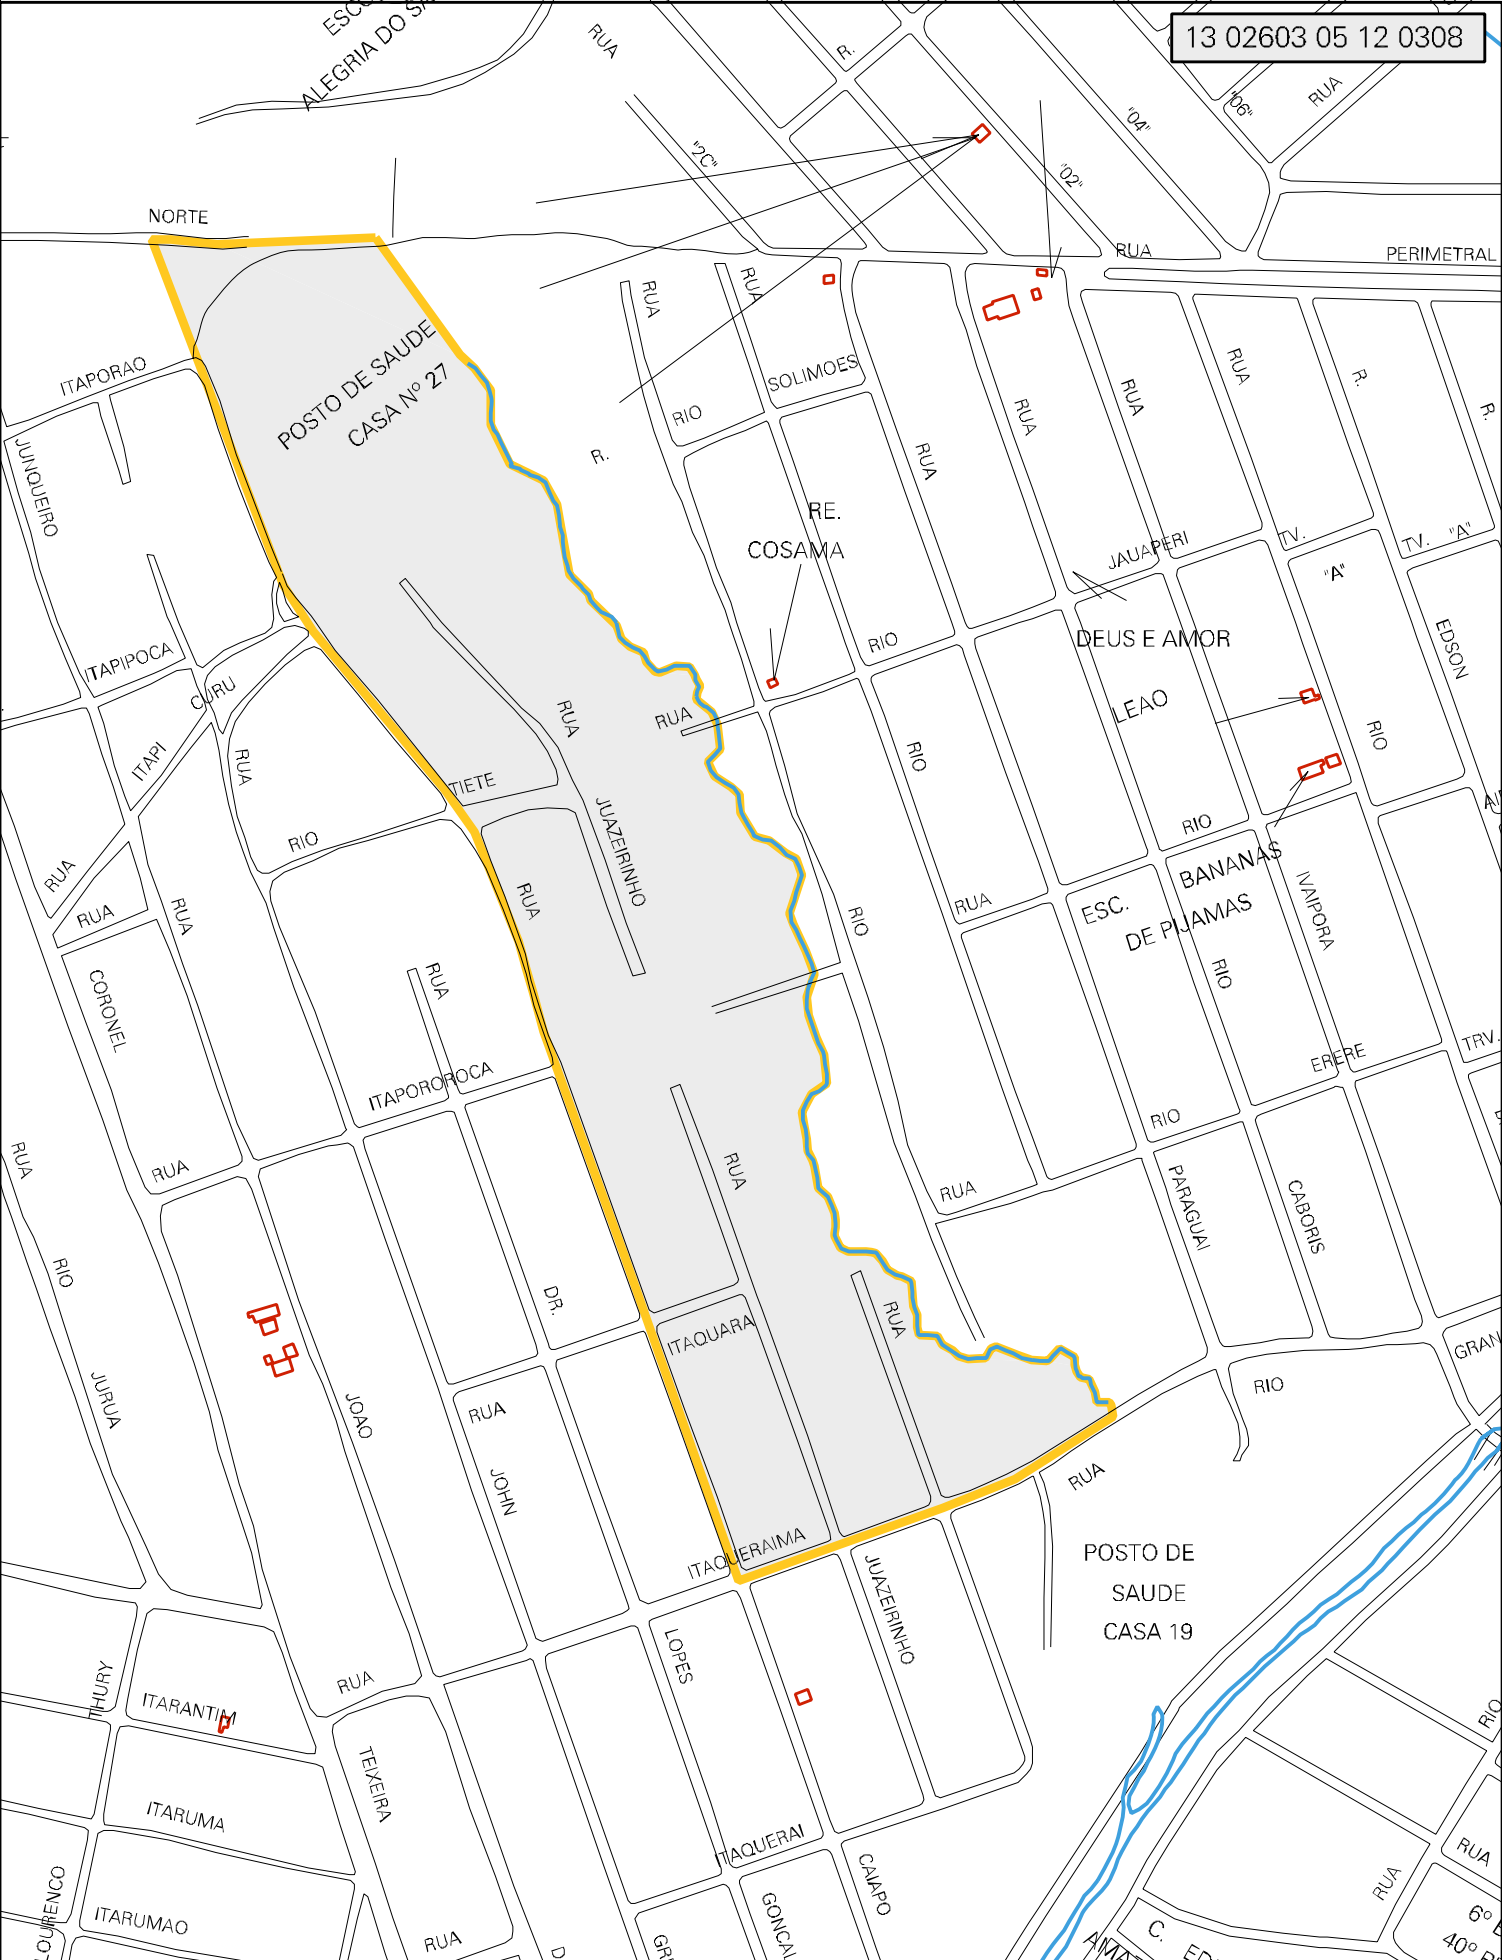 13 02603 05 12 0308
ALEGRIA DO
RUA
R.
"2C"
"02"
"04"
"06"
RUA
NORTE
RUA
PERIMETRAL
RUA
RUA
POSTO DE SAUDE
CASA Nº 27
ITAPORAO
JUNQUEIRO
RIO
SOLIMOES
RUA
RUA
RUA
RUA
R.
R.
R.
RUA
RE.
COSAMA
JAUAPERI
TV.
"A"
TV. "A"
DEUS E AMOR
LEAO
EDSON
RIO
RIO
ITAPIPOCA
CURU
ITAPI
RUA
RUA
RUA
RIO
TIETE
RIO
RUA
JUAZEIRINHO
RUA
RUA
RUA
RUA
RIO
BANANAS
ESC.
DE PIJAMAS
RUA
RIO
IVAIPORA
RIO
CORONEL
RUA
ITAPOROROCA
RUA
ERERE
TRV.
RIO
RUA
RUA
RUA
PARAGUAI
CABORIS
RIO
DR.
ITAQUARA
RUA
RIO
GRAN
JURUA
JOAO
RUA
JOHN
RUA
ITAQUERAIMA
POSTO DE
SAUDE
CASA 19
JUAZEIRINHO
LOPES
RUA
THURY
ITARANTIM
TEIXEIRA
ITARUMA
ITAQUERAI
CAIAPO
RIO
RUA
RUA
LOURENCO
ITARUMAO
RUA
C.
6º
40º